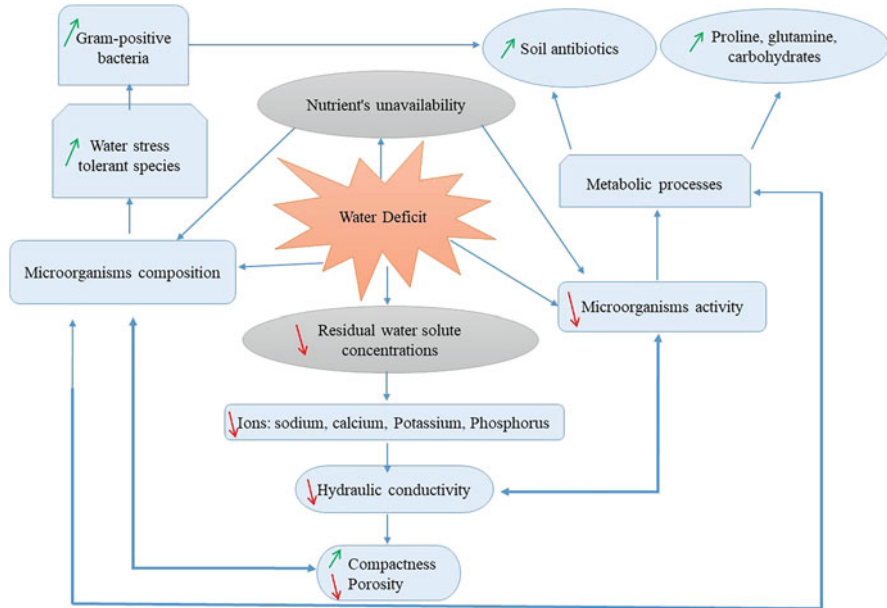 Gram-positive
bacteria
Soil antibiotics
Proline, glutamine,
carbohydrates
Nutrient's unavailability
Water stress
tolerant species
Metabolic processes
Water Deficit
Microorganisms composition
Microorganisms activity
Residual water solute
concentrations
Ions: sodium, calcium, Potassium, Phosphorus
Hydraulic conductivity
Compactness
Porosity